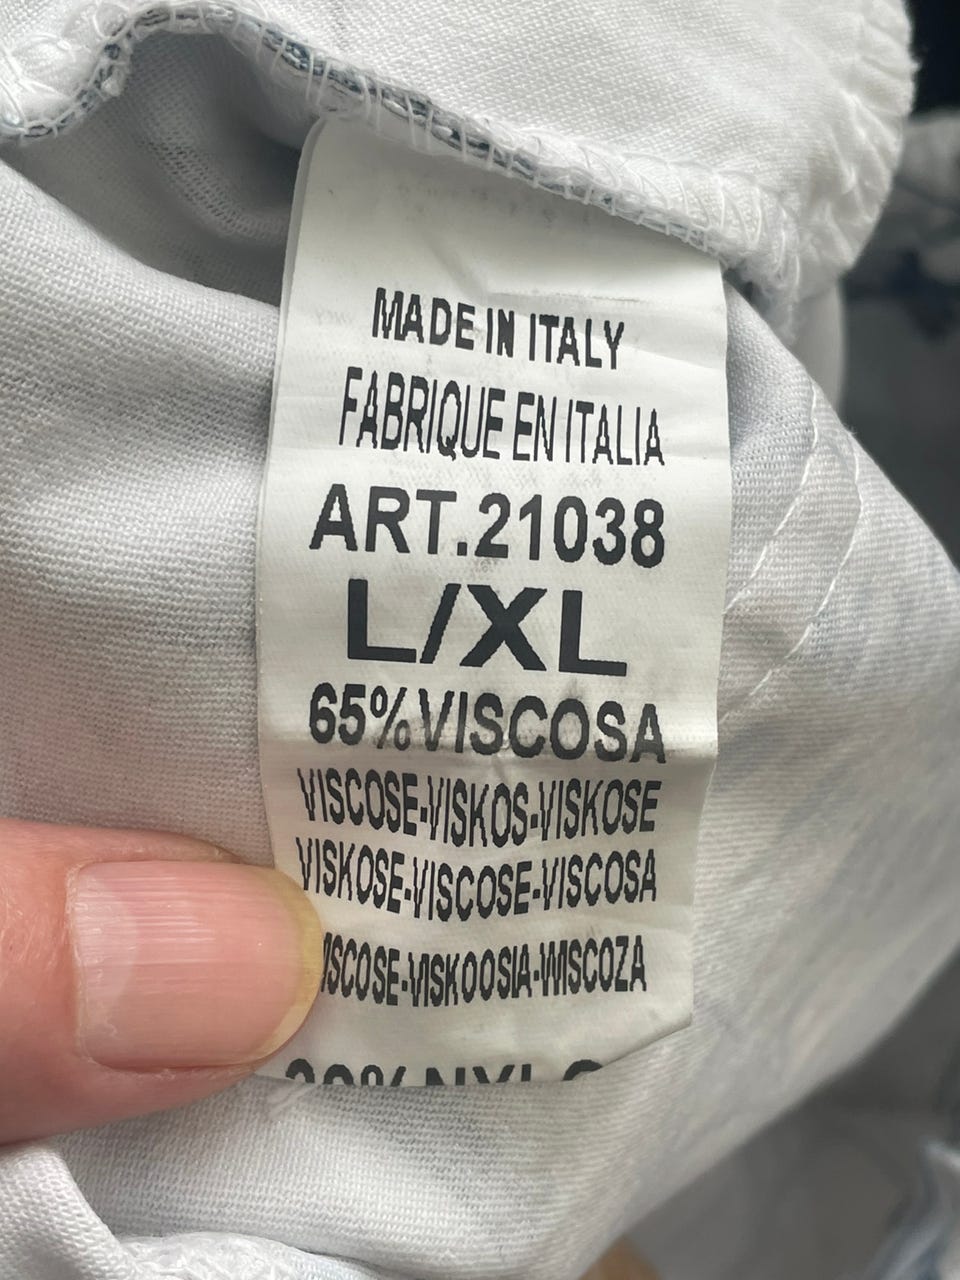 MADE IN ITALY
FABRIQUE EN ITALIA
ART.21038
L/XL
65%VISCOSA
VISCOSE-VISKOS-VISKOSE
VISKOSE-VISCOSE-VISCOSA
VISCOSE-VISKOOSIA-WISCOZA